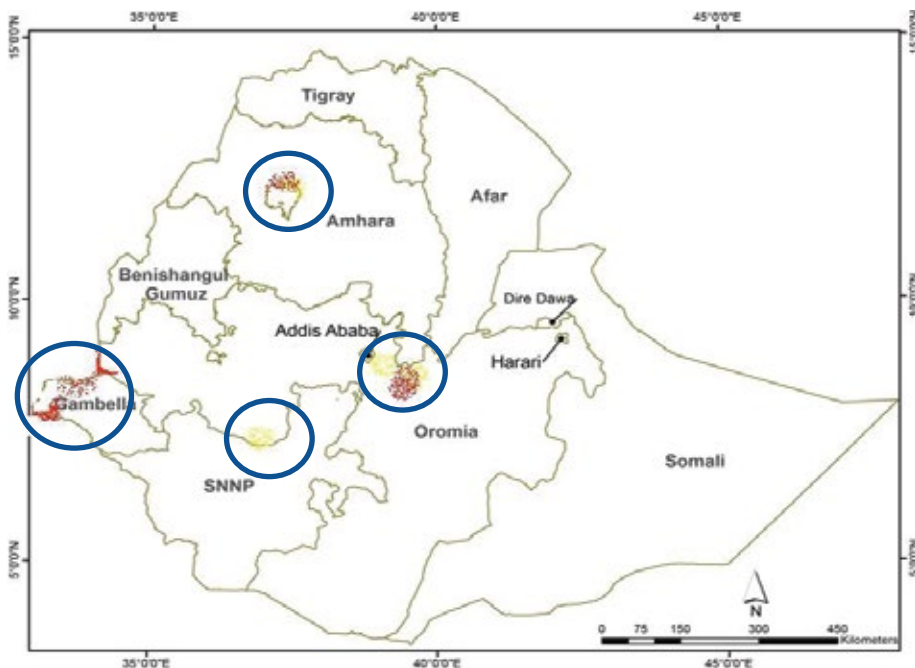 35°0'0"E 40°0'0"E 45°0'0"E
15°0'0"N 15°0'0"N
Tigray
Afar
Amhara
Benishangul
Gumuz
10°0'0"N 10°0'0"N
Dire Dawa
Addis Ababa
Harari
Gambella
Oromia
Somali
SNNP
5°0'0"N 5°0'0"N
N
0 75 150 300 450
Kilometers
35°0'0"E 40°0'0"E 45°0'0"E